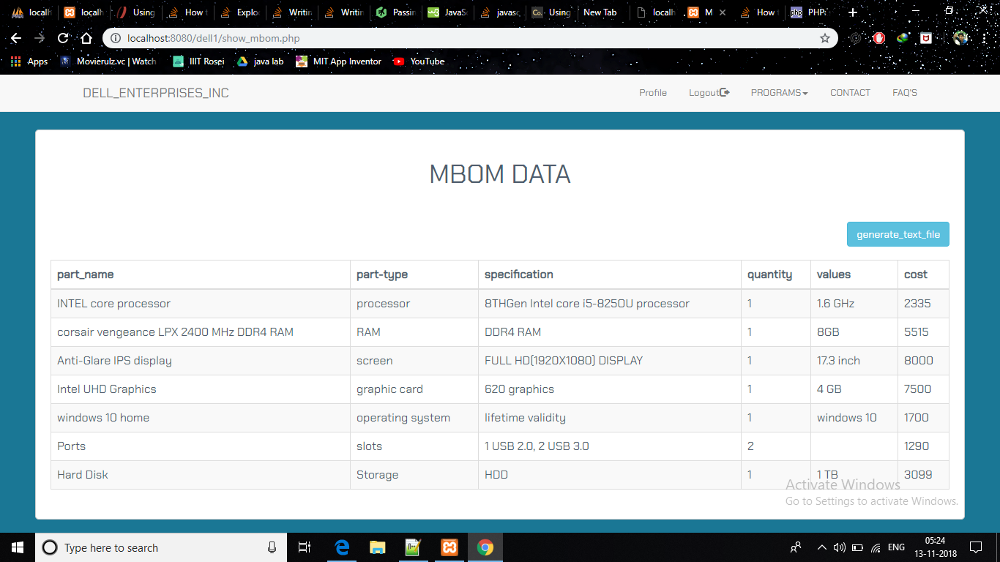 localh localh Using How t Explo Writin Writin Passin JavaSc javasc Using New Tab localh M How PHP:
localhost:8080/dell1/show_mbom.php
Apps Movierulz.vc | Watch IIIT Rosei java lab MIT App Inventor YouTube
DELL_ENTERPRISES_INC Profile Logout PROGRAMS CONTACT FAQ'S
MBOM DATA
generate_text_file
part_name part-type specification quantity values cost
INTEL core processor processor 8THGen Intel core i5-8250U processor 1 1.6 GHz 2335
corsair vengeance LPX 2400 MHz DDR4 RAM RAM DDR4 RAM 1 8GB 5515
Anti-Glare IPS display screen FULL HD(1920X1080) DISPLAY 1 17.3 inch 8000
Intel UHD Graphics graphic card 620 graphics 1 4 GB 7500
windows 10 home operating system lifetime validity 1 windows 10 1700
Ports slots 1 USB 2.0, 2 USB 3.0 2 1290
Hard Disk Storage HDD 1 1 TB 3099
Activate Windows
Go to Settings to activate Windows.
Type here to search ENG 05:24
13-11-2018